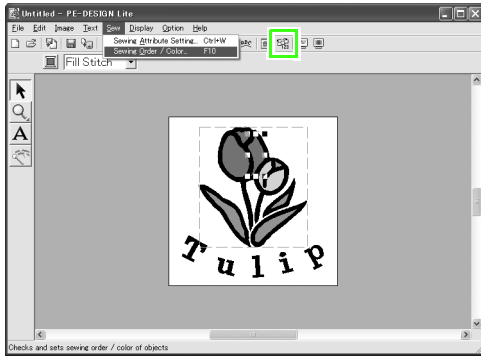 Untitled - PE-DESIGN Lite
File Edit Image Text Sew Display Option Help
Sewing Attribute Setting... Ctrl+W
Sewing Order / Color... F10
Fill Stitch
A
Tulip
Checks and sets sewing order / color of objects